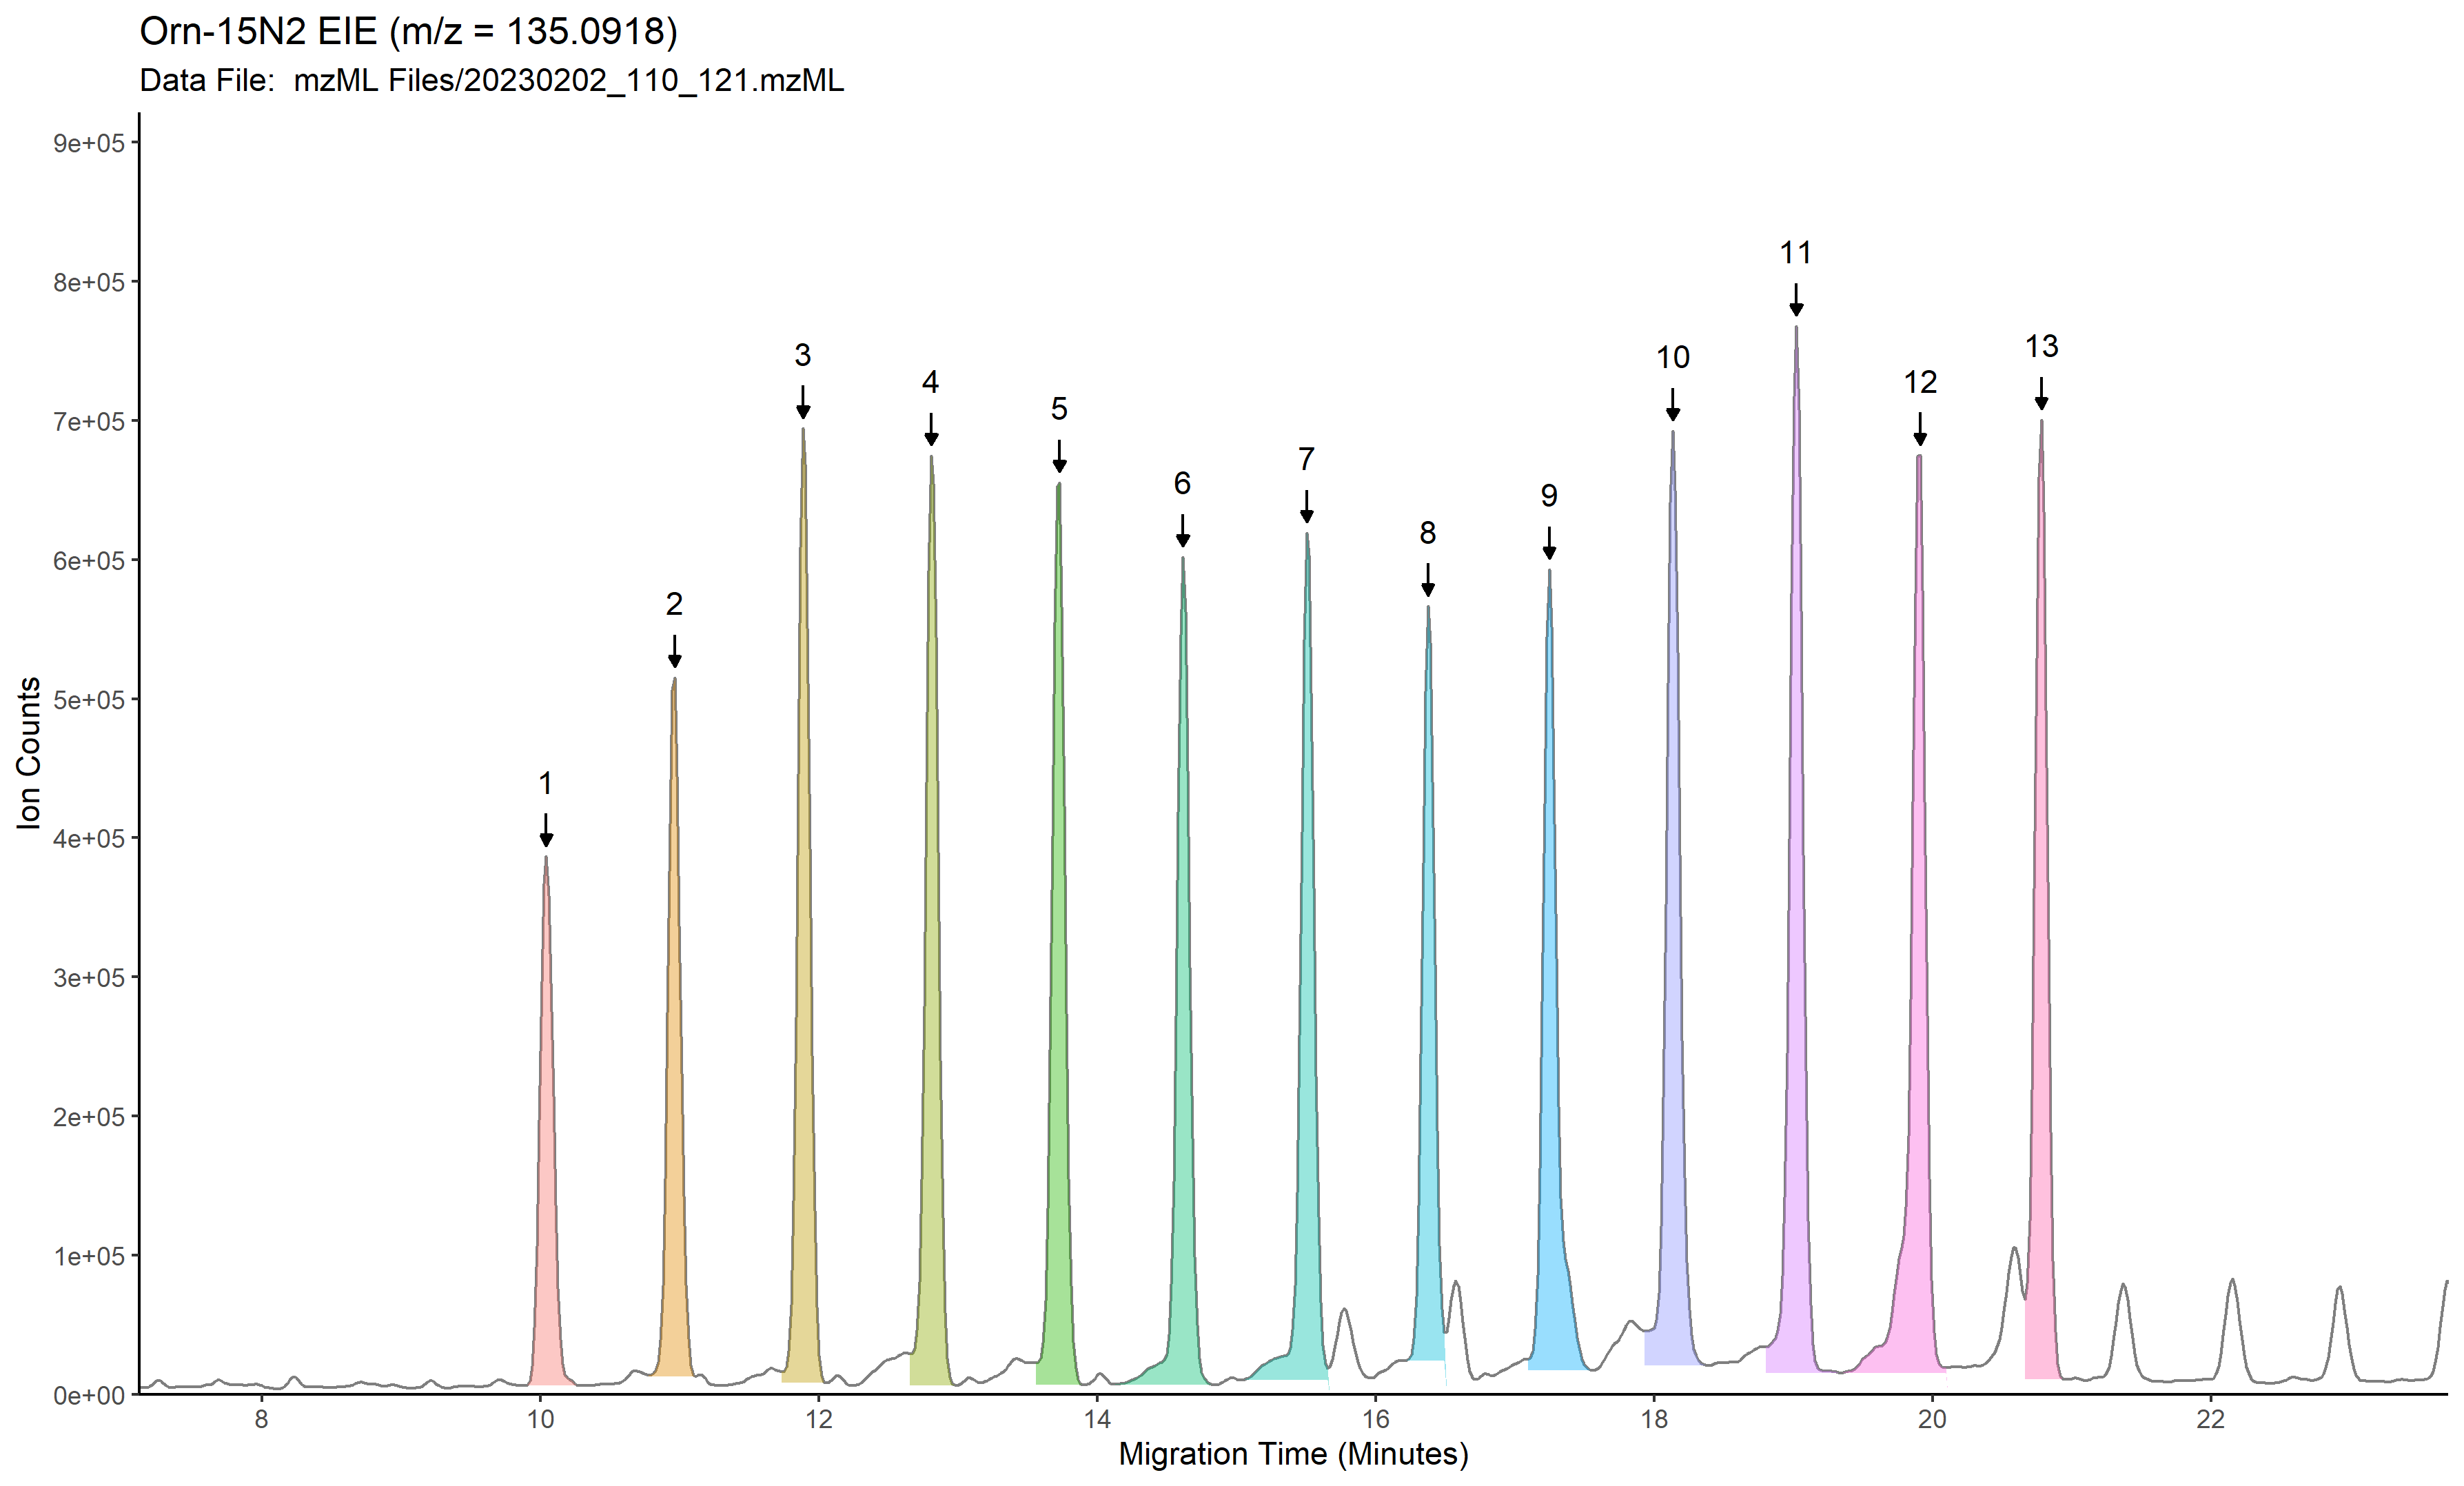 Orn-15N2 EIE (m/z = 135.0918)
Data File:  mzML Files/20230202_110_121.mzML
9e+05
8e+05
7e+05
6e+05
5e+05
4e+05
3e+05
2e+05
1e+05
0e+00
Ion Counts
1
2
3
4
5
6
7
8
9
10
11
12
13
8
10
12
14
16
18
20
22
Migration Time (Minutes)